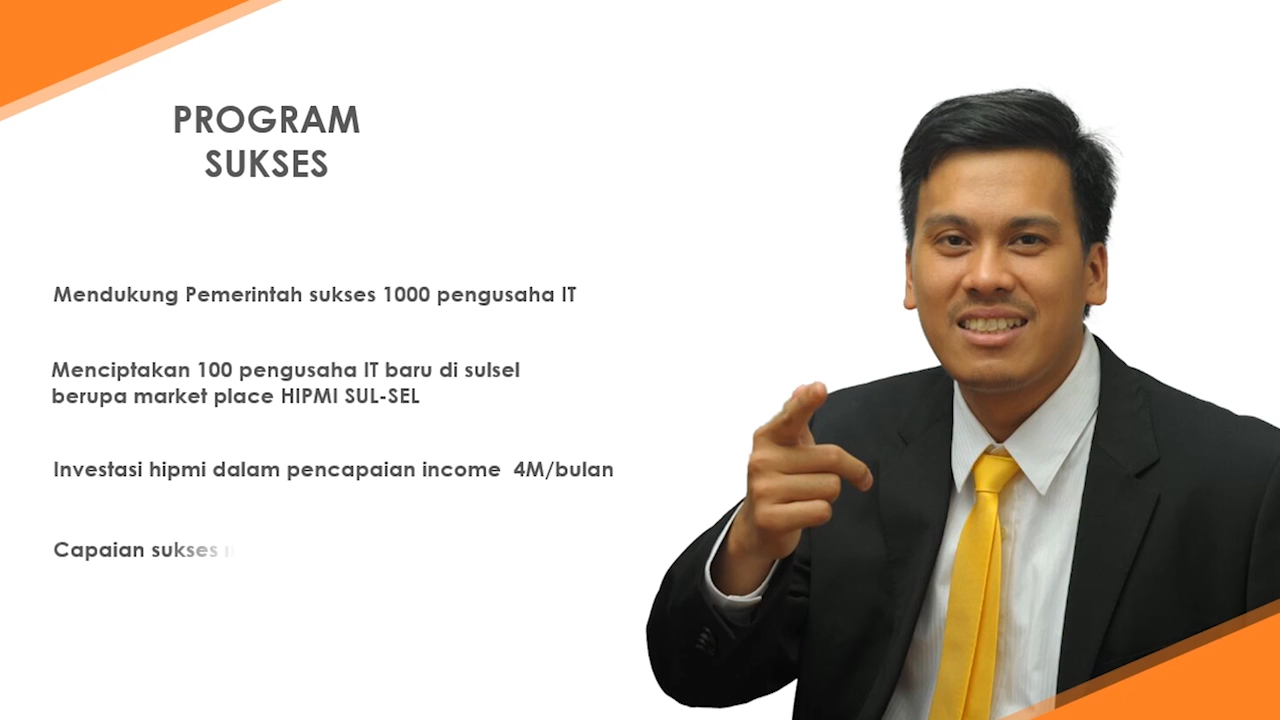 PROGRAM
SUKSES
Mendukung Pemerintah sukses 1000 pengusaha IT
Menciptakan 100 pengusaha IT baru di sulsel
berupa market place HIPMI SUL-SEL
Investasi hipmi dalam pencapaian income 4M/bulan
Capaian sukses